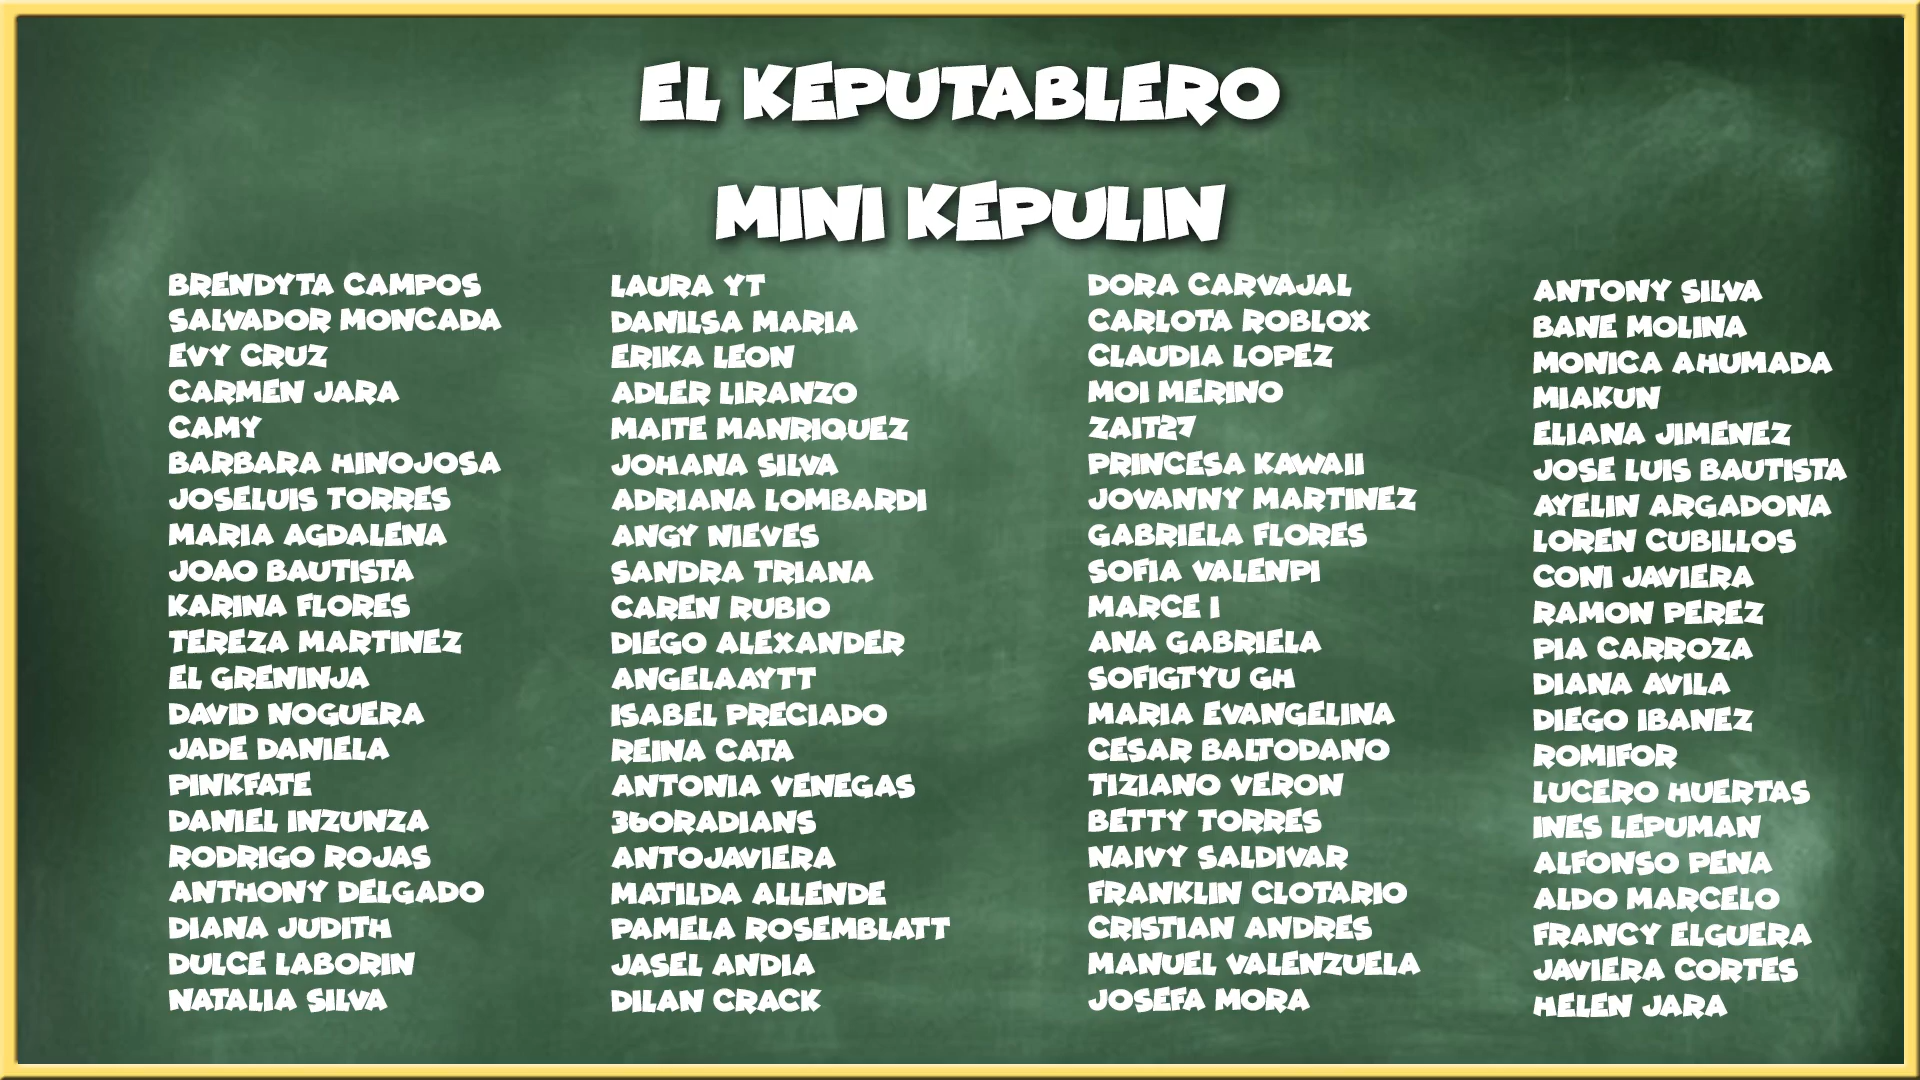 EL KEPUTABLERO
MINI KEPULIN
BRENDYTA CAMPOS
SALVADOR MONCADA
EVY CRUZ
CARMEN JARA
CAMY
BARBARA HINOJOSA
JOSELUIS TORRES
MARIA AGDALENA
JOAO BAUTISTA
KARINA FLORES
TEREZA MARTINEZ
EL GRENINJA
DAVID NOGUERA
JADE DANIELA
PINKFATE
DANIEL INZUNZA
RODRIGO ROJAS
ANTHONY DELGADO
DIANA JUDITH
DULCE LABORIN
NATALIA SILVA
LAURA YT
DANILSA MARIA
ERIKA LEON
ADLER LIRANZO
MAITE MANRIQUEZ
JOHANA SILVA
ADRIANA LOMBARDI
ANGY NIEVES
SANDRA TRIANA
CAREN RUBIO
DIEGO ALEXANDER
ANGELAAYTT
ISABEL PRECIADO
REINA CATA
ANTONIA VENEGAS
360RADIANS
ANTOJAVIERA
MATILDA ALLENDE
PAMELA ROSEMBLATT
JASEL ANDIA
DILAN CRACK
DORA CARVAJAL
CARLOTA ROBLOX
CLAUDIA LOPEZ
MOI MERINO
ZAIT27
PRINCESA KAWAII
JOVANNY MARTINEZ
GABRIELA FLORES
SOFIA VALENPI
MARCE I
ANA GABRIELA
SOFIGTYU GH
MARIA EVANGELINA
CESAR BALTODANO
TIZIANO VERON
BETTY TORRES
NAIVY SALDIVAR
FRANKLIN CLOTARIO
CRISTIAN ANDRES
MANUEL VALENZUELA
JOSEFA MORA
ANTONY SILVA
BANE MOLINA
MONICA AHUMADA
MIAKUN
ELIANA JIMENEZ
JOSE LUIS BAUTISTA
AYELIN ARGADONA
LOREN CUBILLOS
CONI JAVIERA
RAMON PEREZ
PIA CARROZA
DIANA AVILA
DIEGO IBANEZ
ROMIFOR
LUCERO HUERTAS
INES LEPUMAN
ALFONSO PENA
ALDO MARCELO
FRANCY ELGUERA
JAVIERA CORTES
HELEN JARA